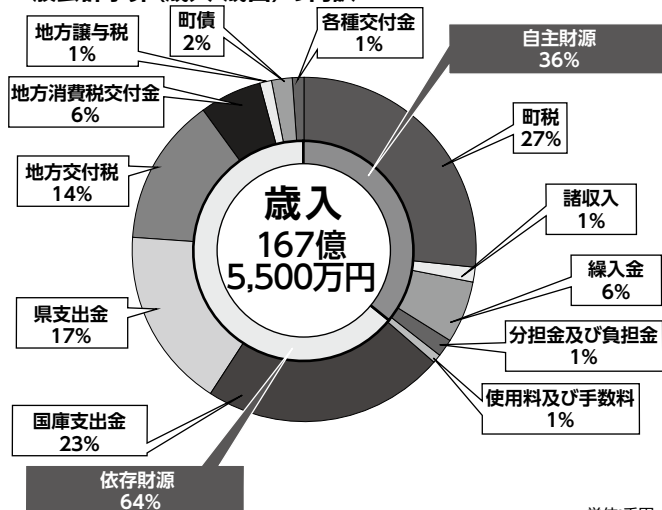 町債
2%
各種交付金
1%
地方譲与税
1%
自主財源
36%
地方消費税交付金
6%
町税
27%
地方交付税
14%
諸収入
1%
歳入
167億
5,500万円
繰入金
6%
県支出金
17%
分担金及び負担金
1%
使用料及び手数料
1%
国庫支出金
23%
依存財源
64%